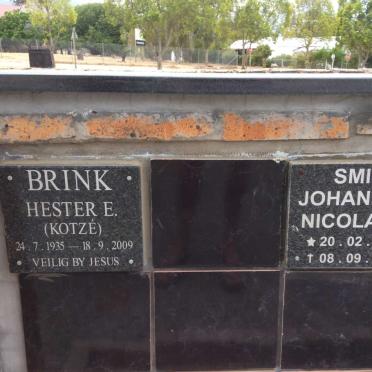 BRINK
HESTER E.
(KOTZÉ)
24.7.1935 — 18.9.2009
• VEILIG BY JESUS •
SMI
JOHAN
NICOLA
★ 20.02.
† 08.09.